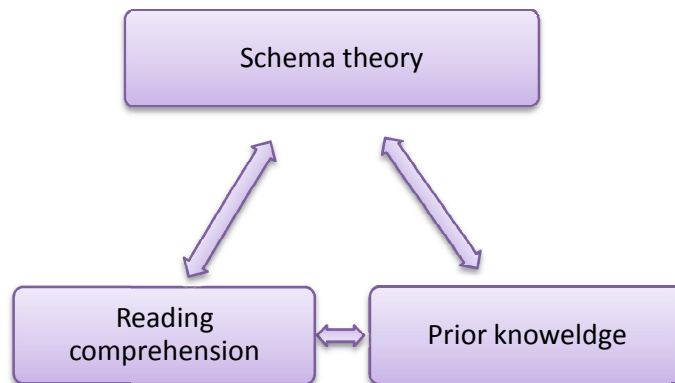 Schema theory
Reading
comprehension
Prior knoweldge